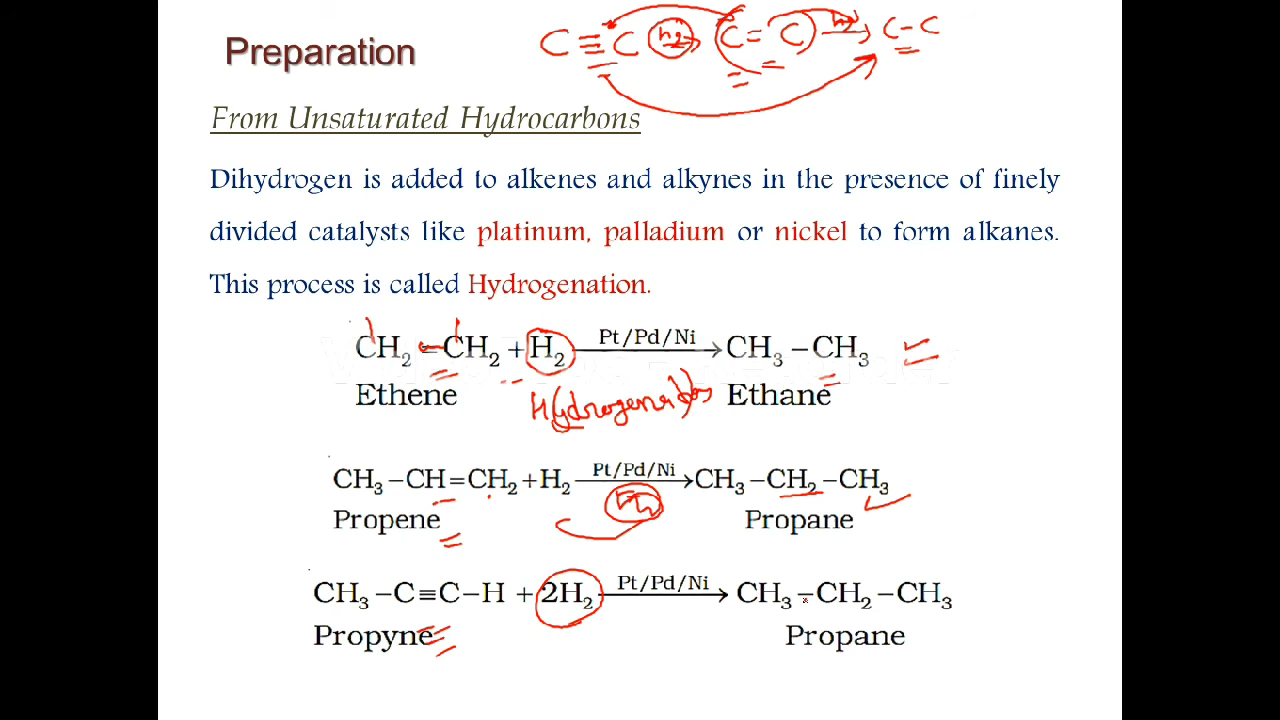 Preparation
C ≡ C H2 C = C H2 C - C
From Unsaturated Hydrocarbons
Dihydrogen is added to alkenes and alkynes in the presence of finely
divided catalysts like platinum, palladium or nickel to form alkanes.
This process is called Hydrogenation.
CH₂ = CH₂ + H₂ Pt/Pd/Ni → CH₃ – CH₃
Ethene Hydrogenation Ethane
CH₃ – CH = CH₂ + H₂ Pt/Pd/Ni → CH₃ – CH₂ – CH₃
Propene Propane
CH₃ – C ≡ C – H + 2H₂ Pt/Pd/Ni → CH₃ – CH₂ – CH₃
Propyne Propane